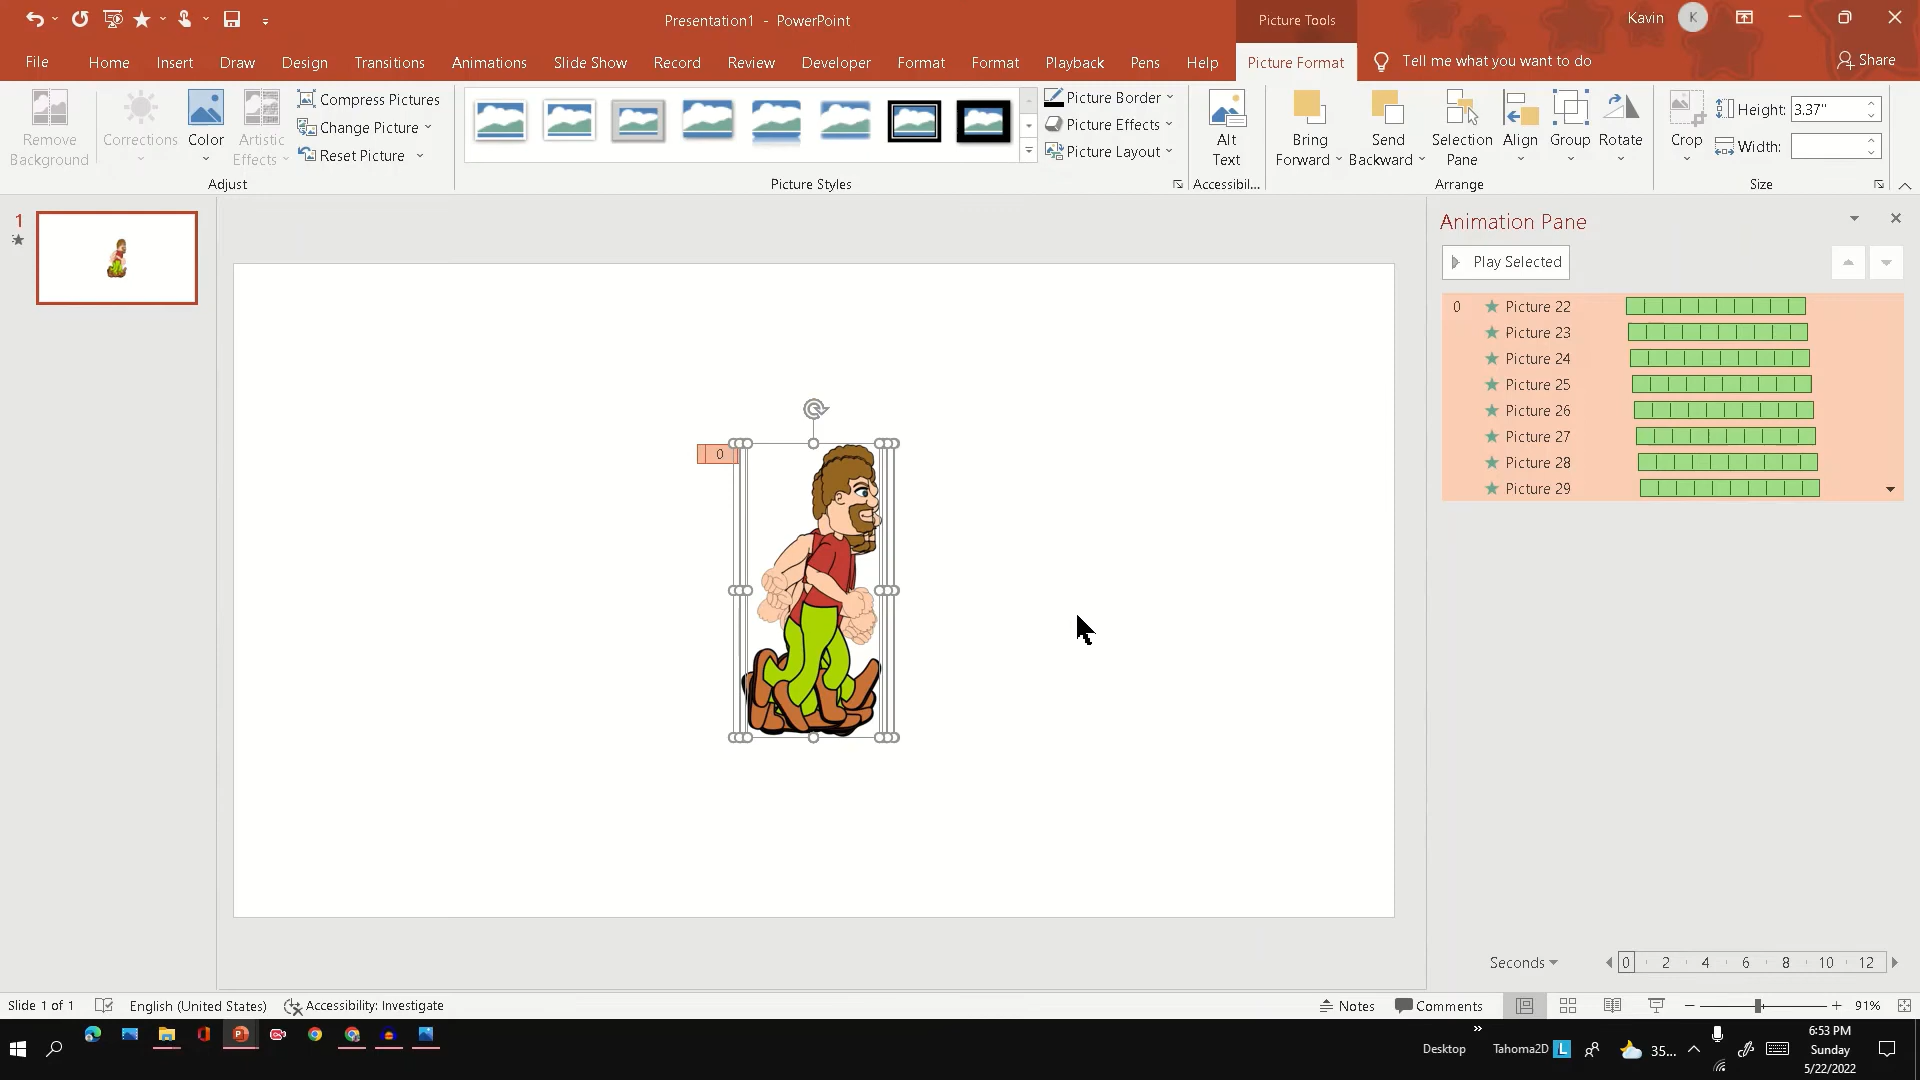 Presentation1 - PowerPoint
Picture Tools
Kavin
K
File
Home
Insert
Draw
Design
Transitions
Animations
Slide Show
Record
Review
Developer
Format
Format
Playback
Pens
Help
Picture Format
Tell me what you want to do
Share
Remove Background
Corrections
Color
Artistic Effects
Compress Pictures
Change Picture
Reset Picture
Adjust
Picture Styles
Picture Border
Picture Effects
Picture Layout
Alt Text
Accessibil...
Bring Forward
Send Backward
Selection Pane
Align
Group
Rotate
Arrange
Crop
Height: 3.37"
Width:
Size
1
0
Animation Pane
Play Selected
0 Picture 22
Picture 23
Picture 24
Picture 25
Picture 26
Picture 27
Picture 28
Picture 29
Seconds
0 2 4 6 8 10 12
Slide 1 of 1
English (United States)
Accessibility: Investigate
Notes
Comments
91%
Desktop
Tahoma2D
L
35...
6:53 PM
Sunday
5/22/2022